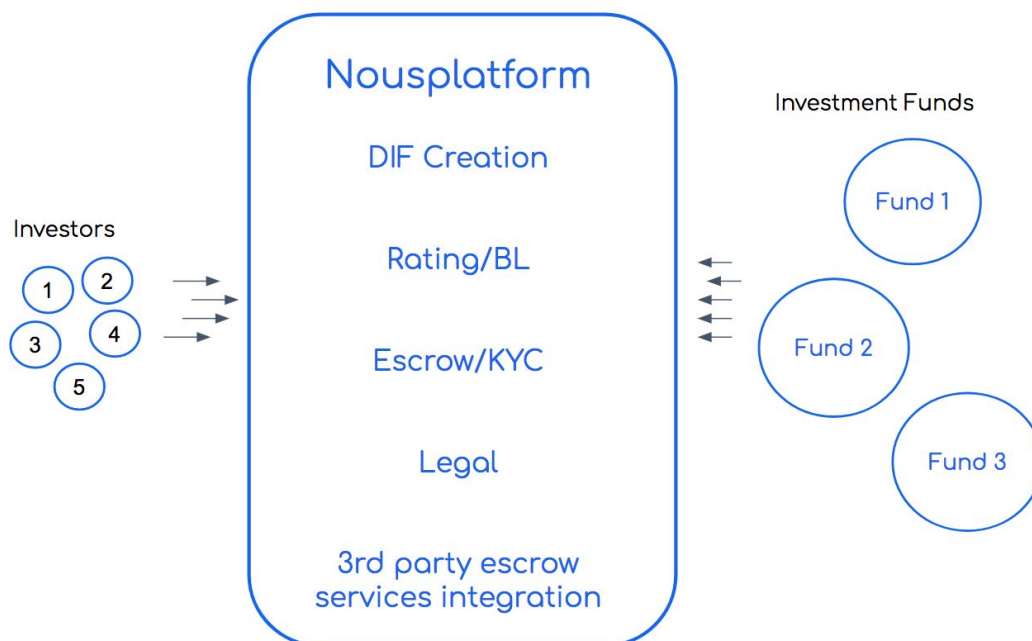 Nousplatform
DIF Creation
Rating/BL
Escrow/KYC
Legal
3rd party escrow
services integration
Investors
1
2
3
4
5
Investment Funds
Fund 1
Fund 2
Fund 3